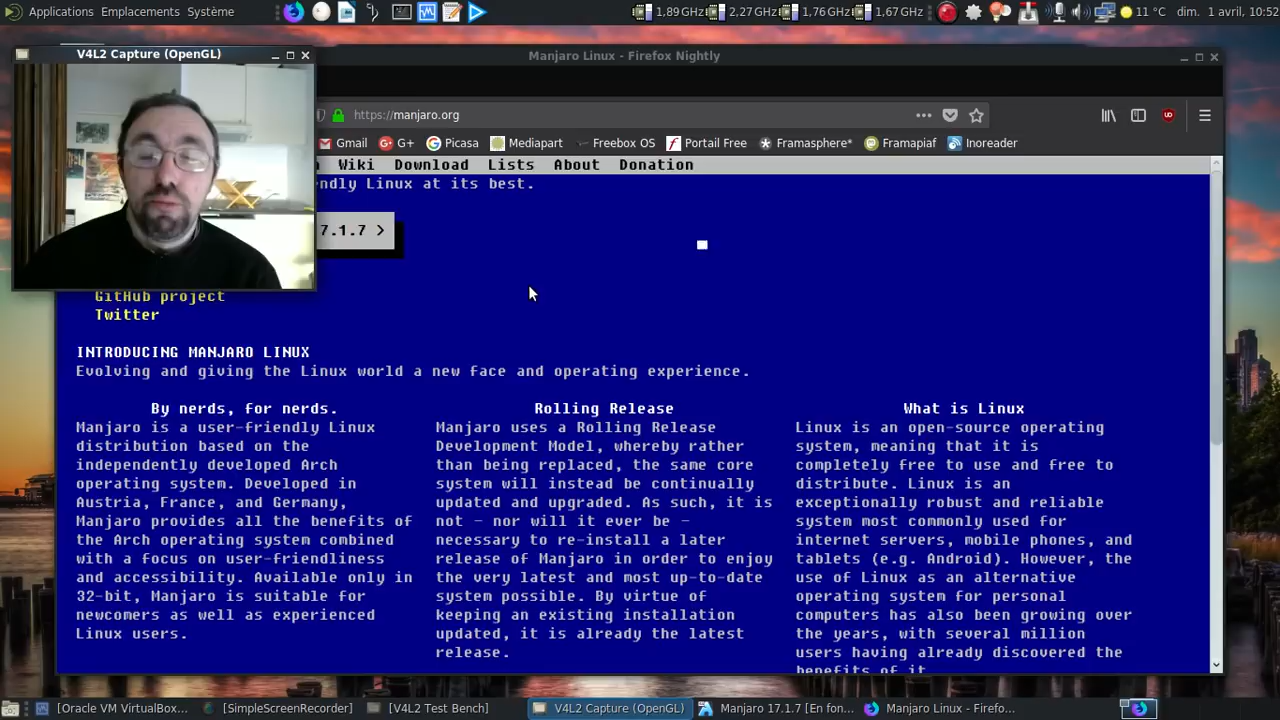 Applications Emplacements Système
1,89 GHz 2,27 GHz 1,76 GHz 1,67 GHz 11 °C dim. 1 avril, 10:52
V4L2 Capture (OpenGL)
Manjaro Linux - Firefox Nightly
https://manjaro.org
Gmail G+ Picasa Mediapart Freebox OS Portail Free Framasphère* Framapiaf Inoreader
Wiki Download Lists About Donation
ndly Linux at its best.
7.1.7 >
GitHub project
Twitter
INTRODUCING MANJARO LINUX
Evolving and giving the Linux world a new face and operating experience.
By nerds, for nerds.
Manjaro is a user-friendly Linux
distribution based on the
independently developed Arch
operating system. Developed in
Austria, France, and Germany,
Manjaro provides all the benefits of
the Arch operating system combined
with a focus on user-friendliness
and accessibility. Available only in
32-bit, Manjaro is suitable for
newcomers as well as experienced
Linux users.
Rolling Release
Manjaro uses a Rolling Release
Development Model, whereby rather
than being replaced, the same core
system will instead be continually
updated and upgraded. As such, it is
not - nor will it ever be -
necessary to re-install a later
release of Manjaro in order to enjoy
the very latest and most up-to-date
system possible. By virtue of
keeping an existing installation
updated, it is already the latest
release.
What is Linux
Linux is an open-source operating
system, meaning that it is
completely free to use and free to
distribute. Linux is an
exceptionally robust and reliable
system most commonly used for
internet servers, mobile phones, and
tablets (e.g. Android). However, the
use of Linux as an alternative
operating system for personal
computers has also been growing over
the years, with several million
users having already discovered the
benefits of it.
[Oracle VM VirtualBox... [SimpleScreenRecorder] [V4L2 Test Bench] V4L2 Capture (OpenGL) Manjaro 17.1.7 [En fon... Manjaro Linux - Firefo...